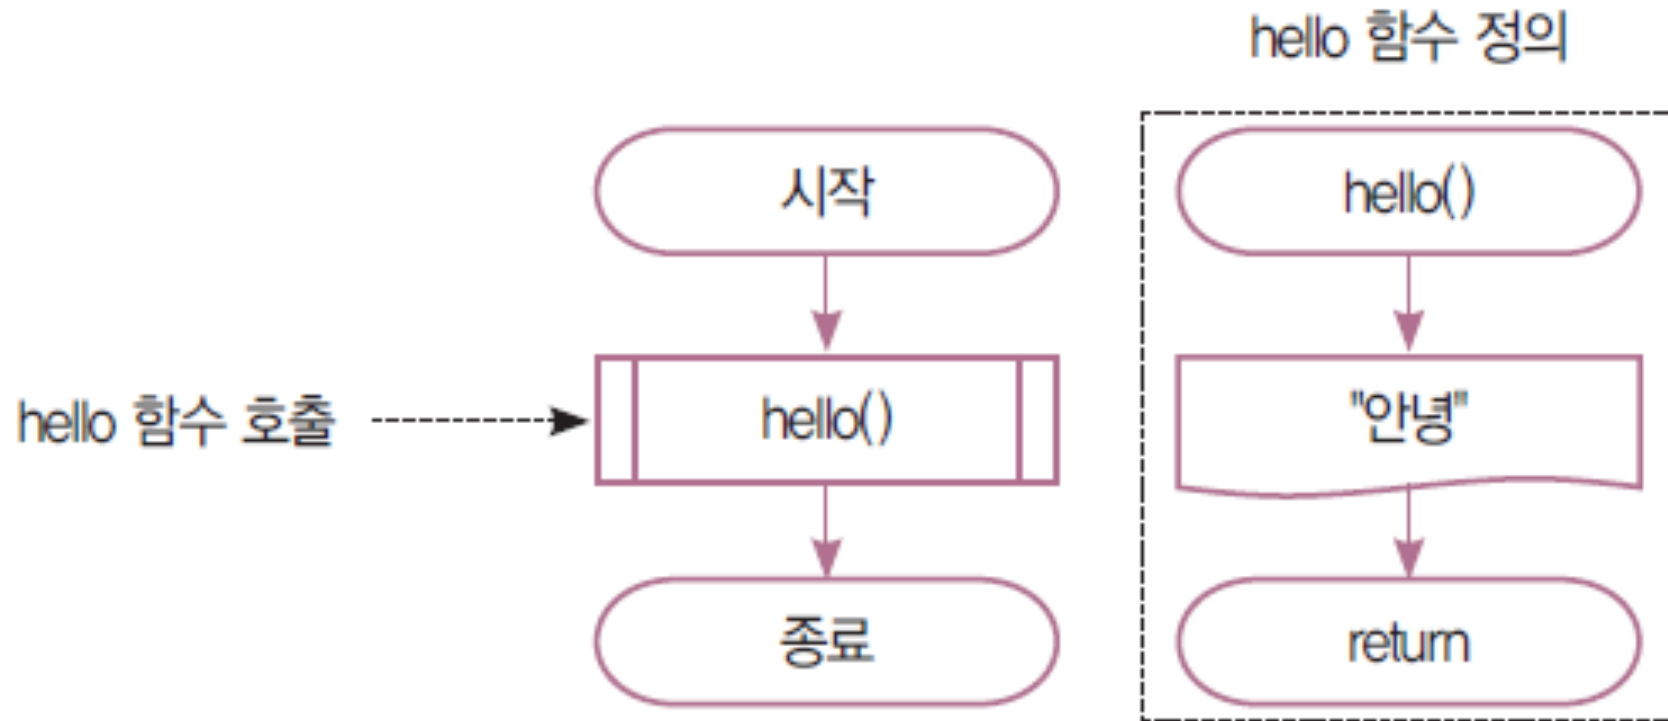 hello 함수 정의
시작
hello()
hello 함수 호출
hello()
"안녕"
종료
return